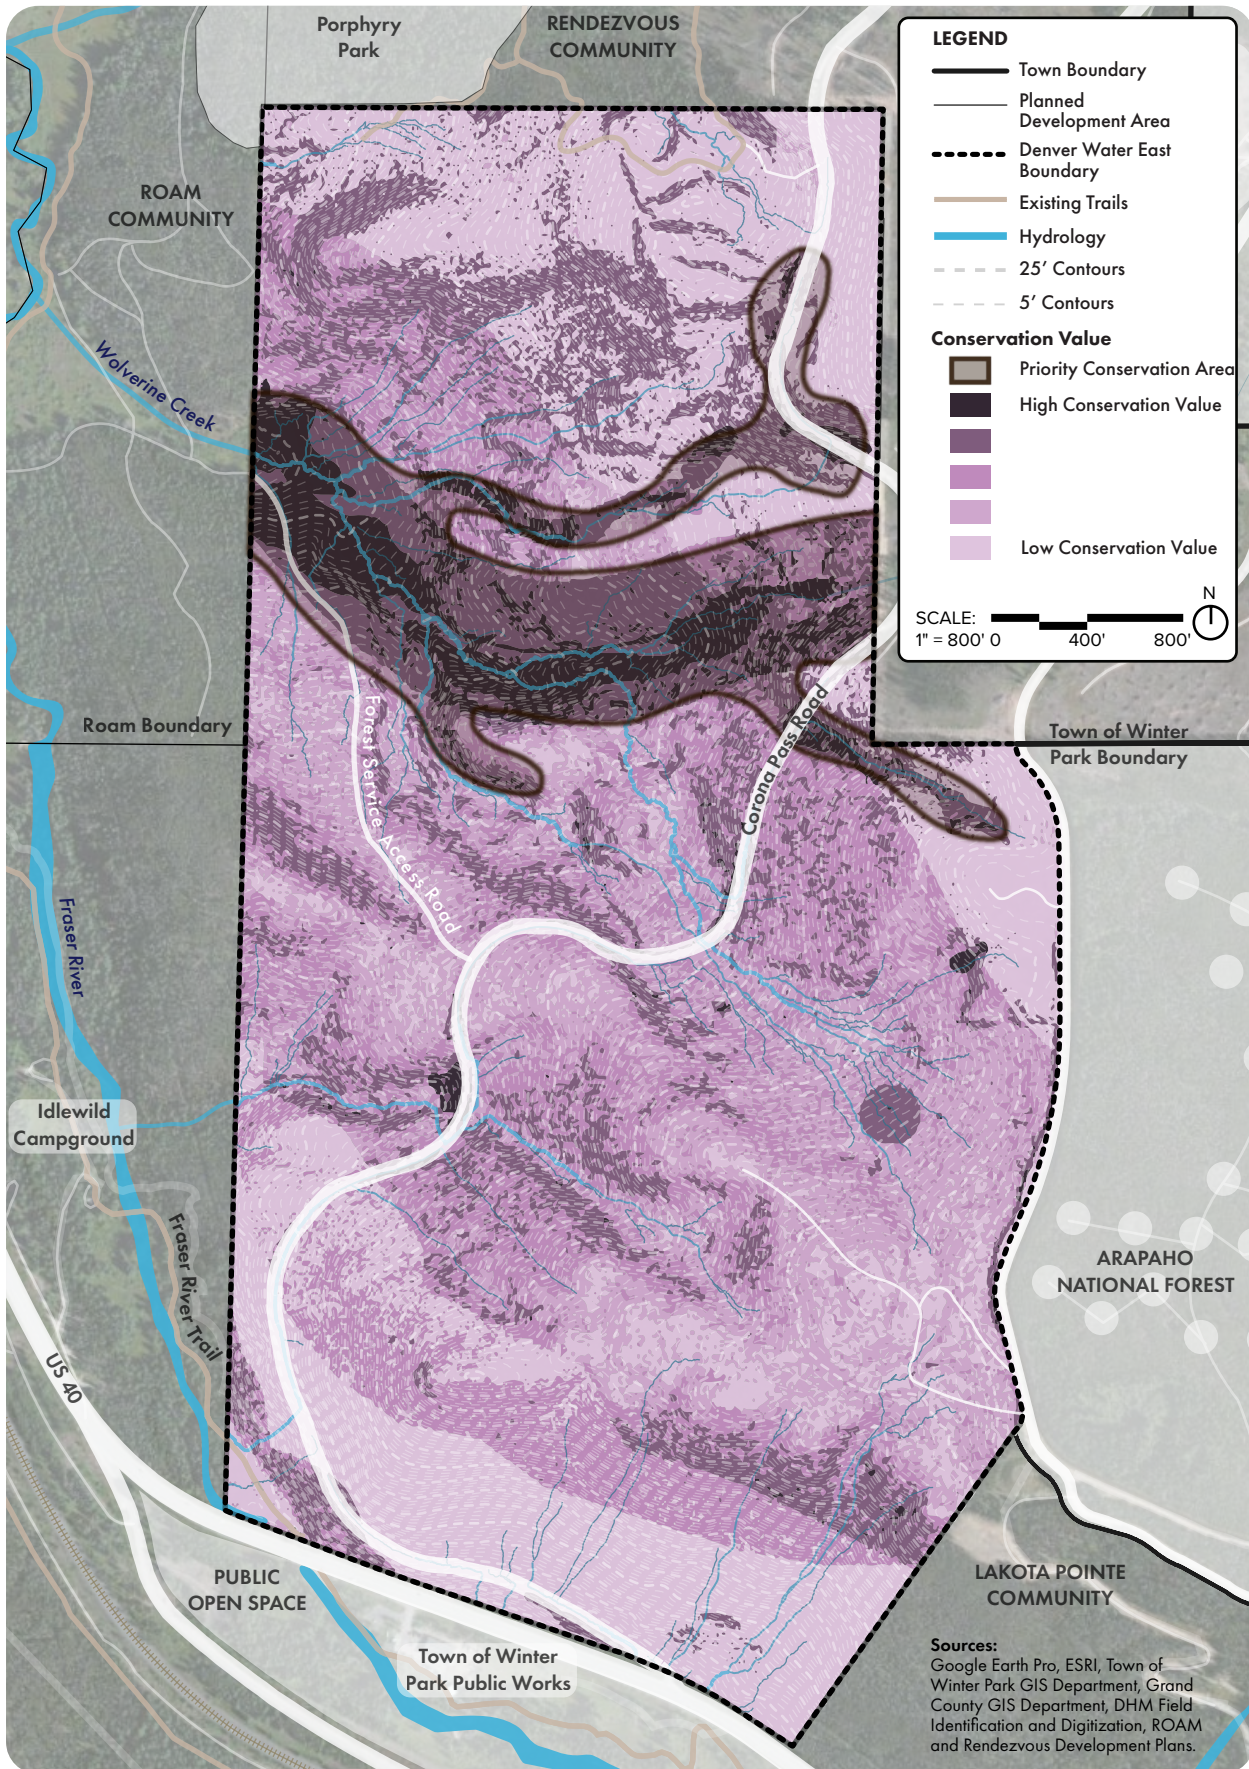 Porphyry
Park
RENDEZVOUS
COMMUNITY
ROAM
COMMUNITY
Wolverine Creek
Roam Boundary
Forest Service Access Road
Corona Pass Road
Town of Winter
Park Boundary
Fraser River
Idlewild
Campground
Fraser River Trail
US 40
ARAPAHO
NATIONAL FOREST
PUBLIC
OPEN SPACE
Town of Winter
Park Public Works
LAKOTA POINTE
COMMUNITY
LEGEND
Town Boundary
Planned
Development Area
Denver Water East
Boundary
Existing Trails
Hydrology
25' Contours
5' Contours
Conservation Value
Priority Conservation Area
High Conservation Value
Low Conservation Value
N
SCALE:
1" = 800' 0 400' 800'
Sources:
Google Earth Pro, ESRI, Town of
Winter Park GIS Department, Grand
County GIS Department, DHM Field
Identification and Digitization, ROAM
and Rendezvous Development Plans.